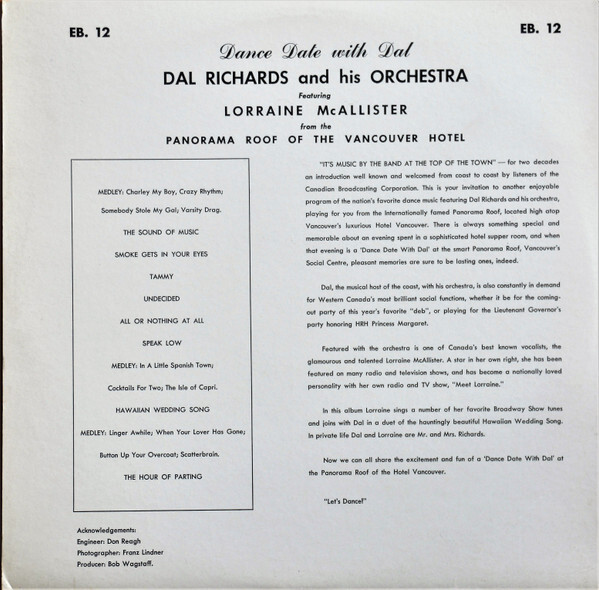 EB. 12
EB. 12
Dance Date with Dal
DAL RICHARDS and his ORCHESTRA
Featuring
LORRAINE McALLISTER
from the
PANORAMA ROOF OF THE VANCOUVER HOTEL
MEDLEY: Charley My Boy, Crazy Rhythm;
Somebody Stole My Gal; Varsity Drag.
THE SOUND OF MUSIC
SMOKE GETS IN YOUR EYES
TAMMY
UNDECIDED
ALL OR NOTHING AT ALL
SPEAK LOW
MEDLEY: In A Little Spanish Town;
Cocktails For Two; The Isle of Capri.
HAWAIIAN WEDDING SONG
MEDLEY: Linger Awhile; When Your Lover Has Gone;
Button Up Your Overcoat; Scatterbrain.
THE HOUR OF PARTING
"IT'S MUSIC BY THE BAND AT THE TOP OF THE TOWN" — for two decades
an introduction well known and welcomed from coast to coast by listeners of the
Canadian Broadcasting Corporation. This is your invitation to another enjoyable
program of the nation's favorite dance music featuring Dal Richards and his orchestra,
playing for you from the Internationally famed Panorama Roof, located high atop
Vancouver's luxurious Hotel Vancouver. There is always something special and
memorable about an evening spent in a sophisticated hotel supper room, and when
that evening is a 'Dance Date With Dal' at the smart Panorama Roof, Vancouver's
Social Centre, pleasant memories are sure to be lasting ones, indeed.
Dal, the musical host of the coast, with his orchestra, is also constantly in demand
for Western Canada's most brilliant social functions, whether it be for the coming-
out party of this year's favorite "deb", or playing for the Lieutenant Governor's
party honoring HRH Princess Margaret.
Featured with the orchestra is one of Canada's best known vocalists, the
glamourous and talented Lorraine McAllister. A star in her own right, she has been
featured on many radio and television shows, and has become a nationally loved
personality with her own radio and TV show, "Meet Lorraine."
In this album Lorraine sings a number of her favorite Broadway Show tunes
and joins with Dal in a duet of the hauntingly beautiful Hawaiian Wedding Song.
In private life Dal and Lorraine are Mr. and Mrs. Richards.
Now we can all share the excitement and fun of a 'Dance Date With Dal' at
the Panorama Roof of the Hotel Vancouver.
"Let's Dance!"
Acknowledgements:
Engineer: Don Reagh
Photographer: Franz Lindner
Producer: Bob Wagstaff.